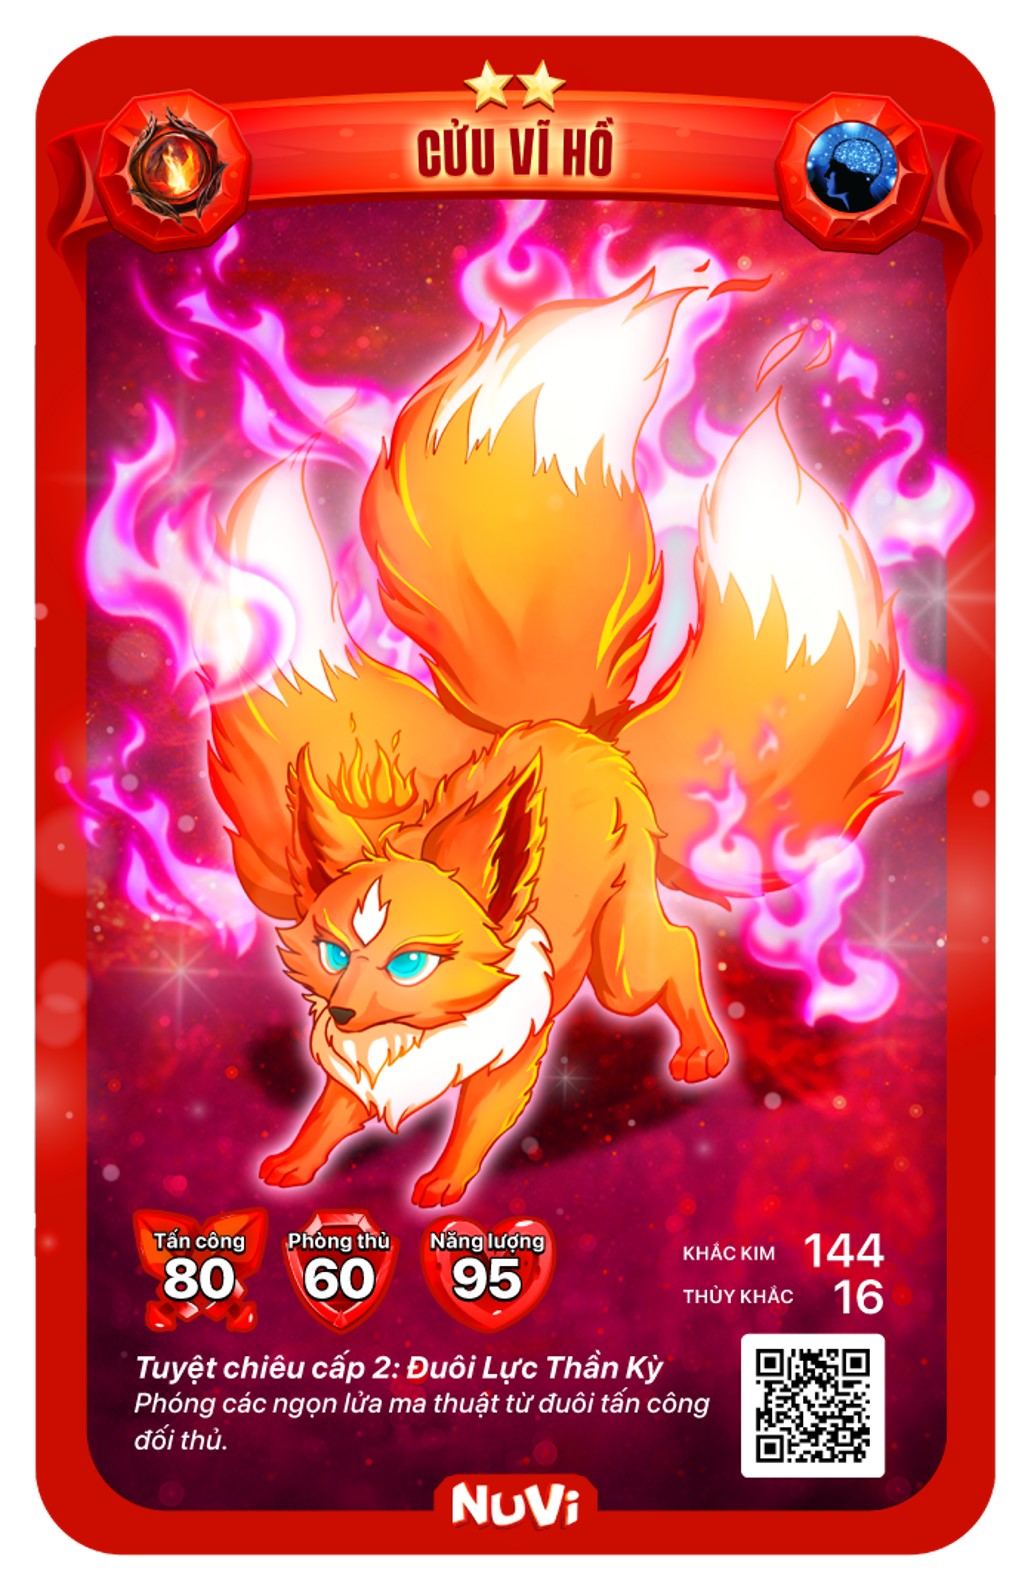 CỬU VĨ HỒ
Tấn công
80
Phòng thủ
60
Năng lượng
95
KHẮC KIM 144
THỦY KHẮC 16
Tuyệt chiêu cấp 2: Đuôi Lực Thần Kỳ
Phóng các ngọn lửa ma thuật từ đuôi tấn công
đối thủ.
NUVi